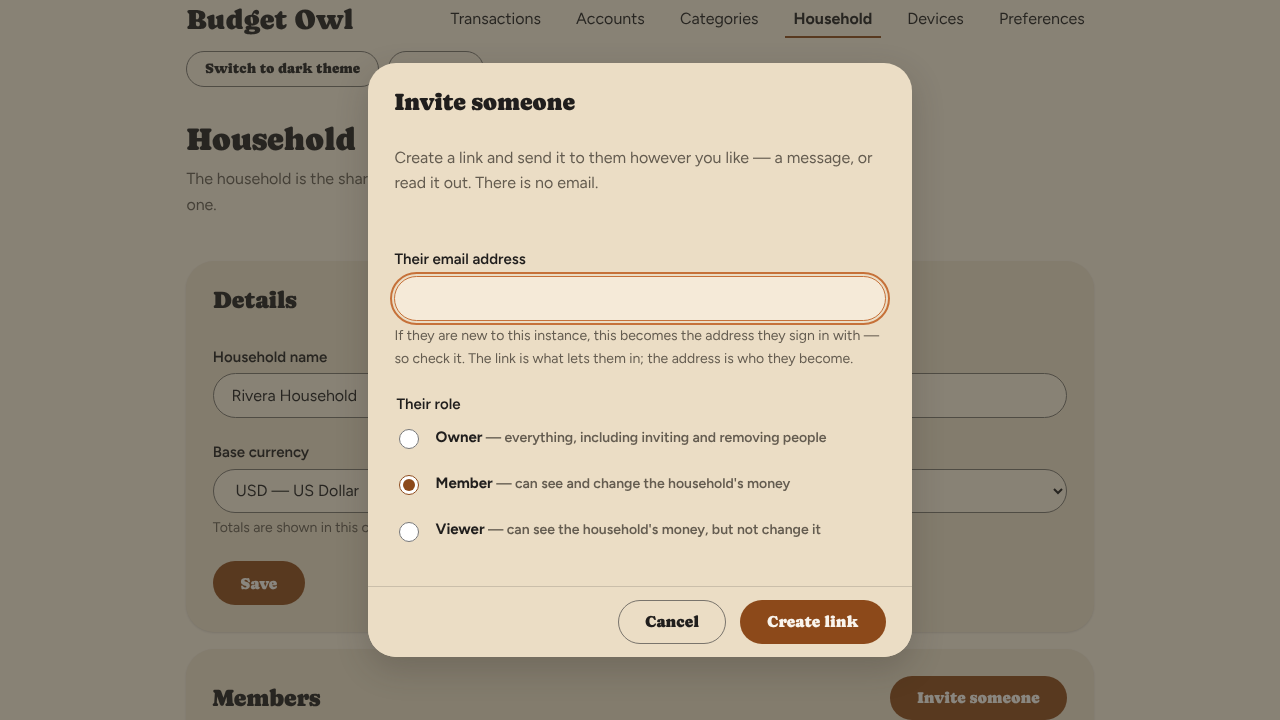 Budget Owl
Transactions
Accounts
Categories
Household
Devices
Preferences
Switch to dark theme
Household
The household is the shar
one.
Details
Household name
Rivera Household
Base currency
USD — US Dollar
Totals are shown in this c
Save
Members
Invite someone
Invite someone
Create a link and send it to them however you like — a message, or
read it out. There is no email.
Their email address
If they are new to this instance, this becomes the address they sign in with —
so check it. The link is what lets them in; the address is who they become.
Their role
Owner — everything, including inviting and removing people
Member — can see and change the household's money
Viewer — can see the household's money, but not change it
Cancel
Create link